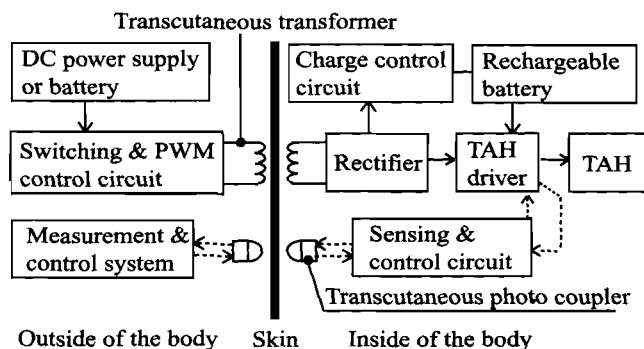 Transcutaneous transformer
DC power supply
or battery
Charge control
circuit
Rechargeable
battery
Switching & PWM
control circuit
Rectifier
TAH
driver
TAH
Measurement &
control system
Sensing &
control circuit
Transcutaneous photo coupler
Outside of the body
Skin
Inside of the body